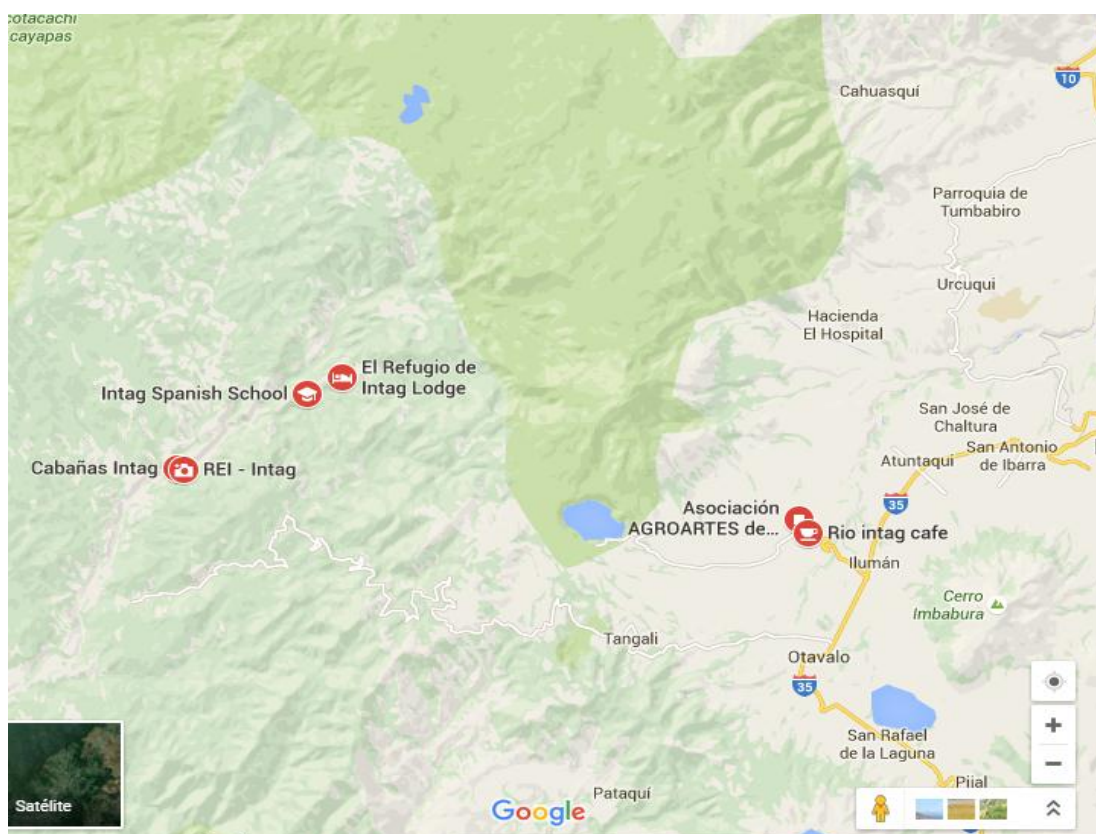 cotacachi
cayapas
10
Cahuasquí
Parroquia de
Tumbabiro
Urcuqui
Hacienda
El Hospital
El Refugio de
Intag Lodge
Intag Spanish School
San José de
Chaltura
San Antonio
de Ibarra
Atuntaqui
Cabañas Intag
REI - Intag
35
Asociación
AGROARTES de...
Rio intag cafe
Ilumán
Cerro
Imbabura
Tangali
Otavalo
35
San Rafael
de la Laguna
Pijal
Pataquí
Satélite
Google